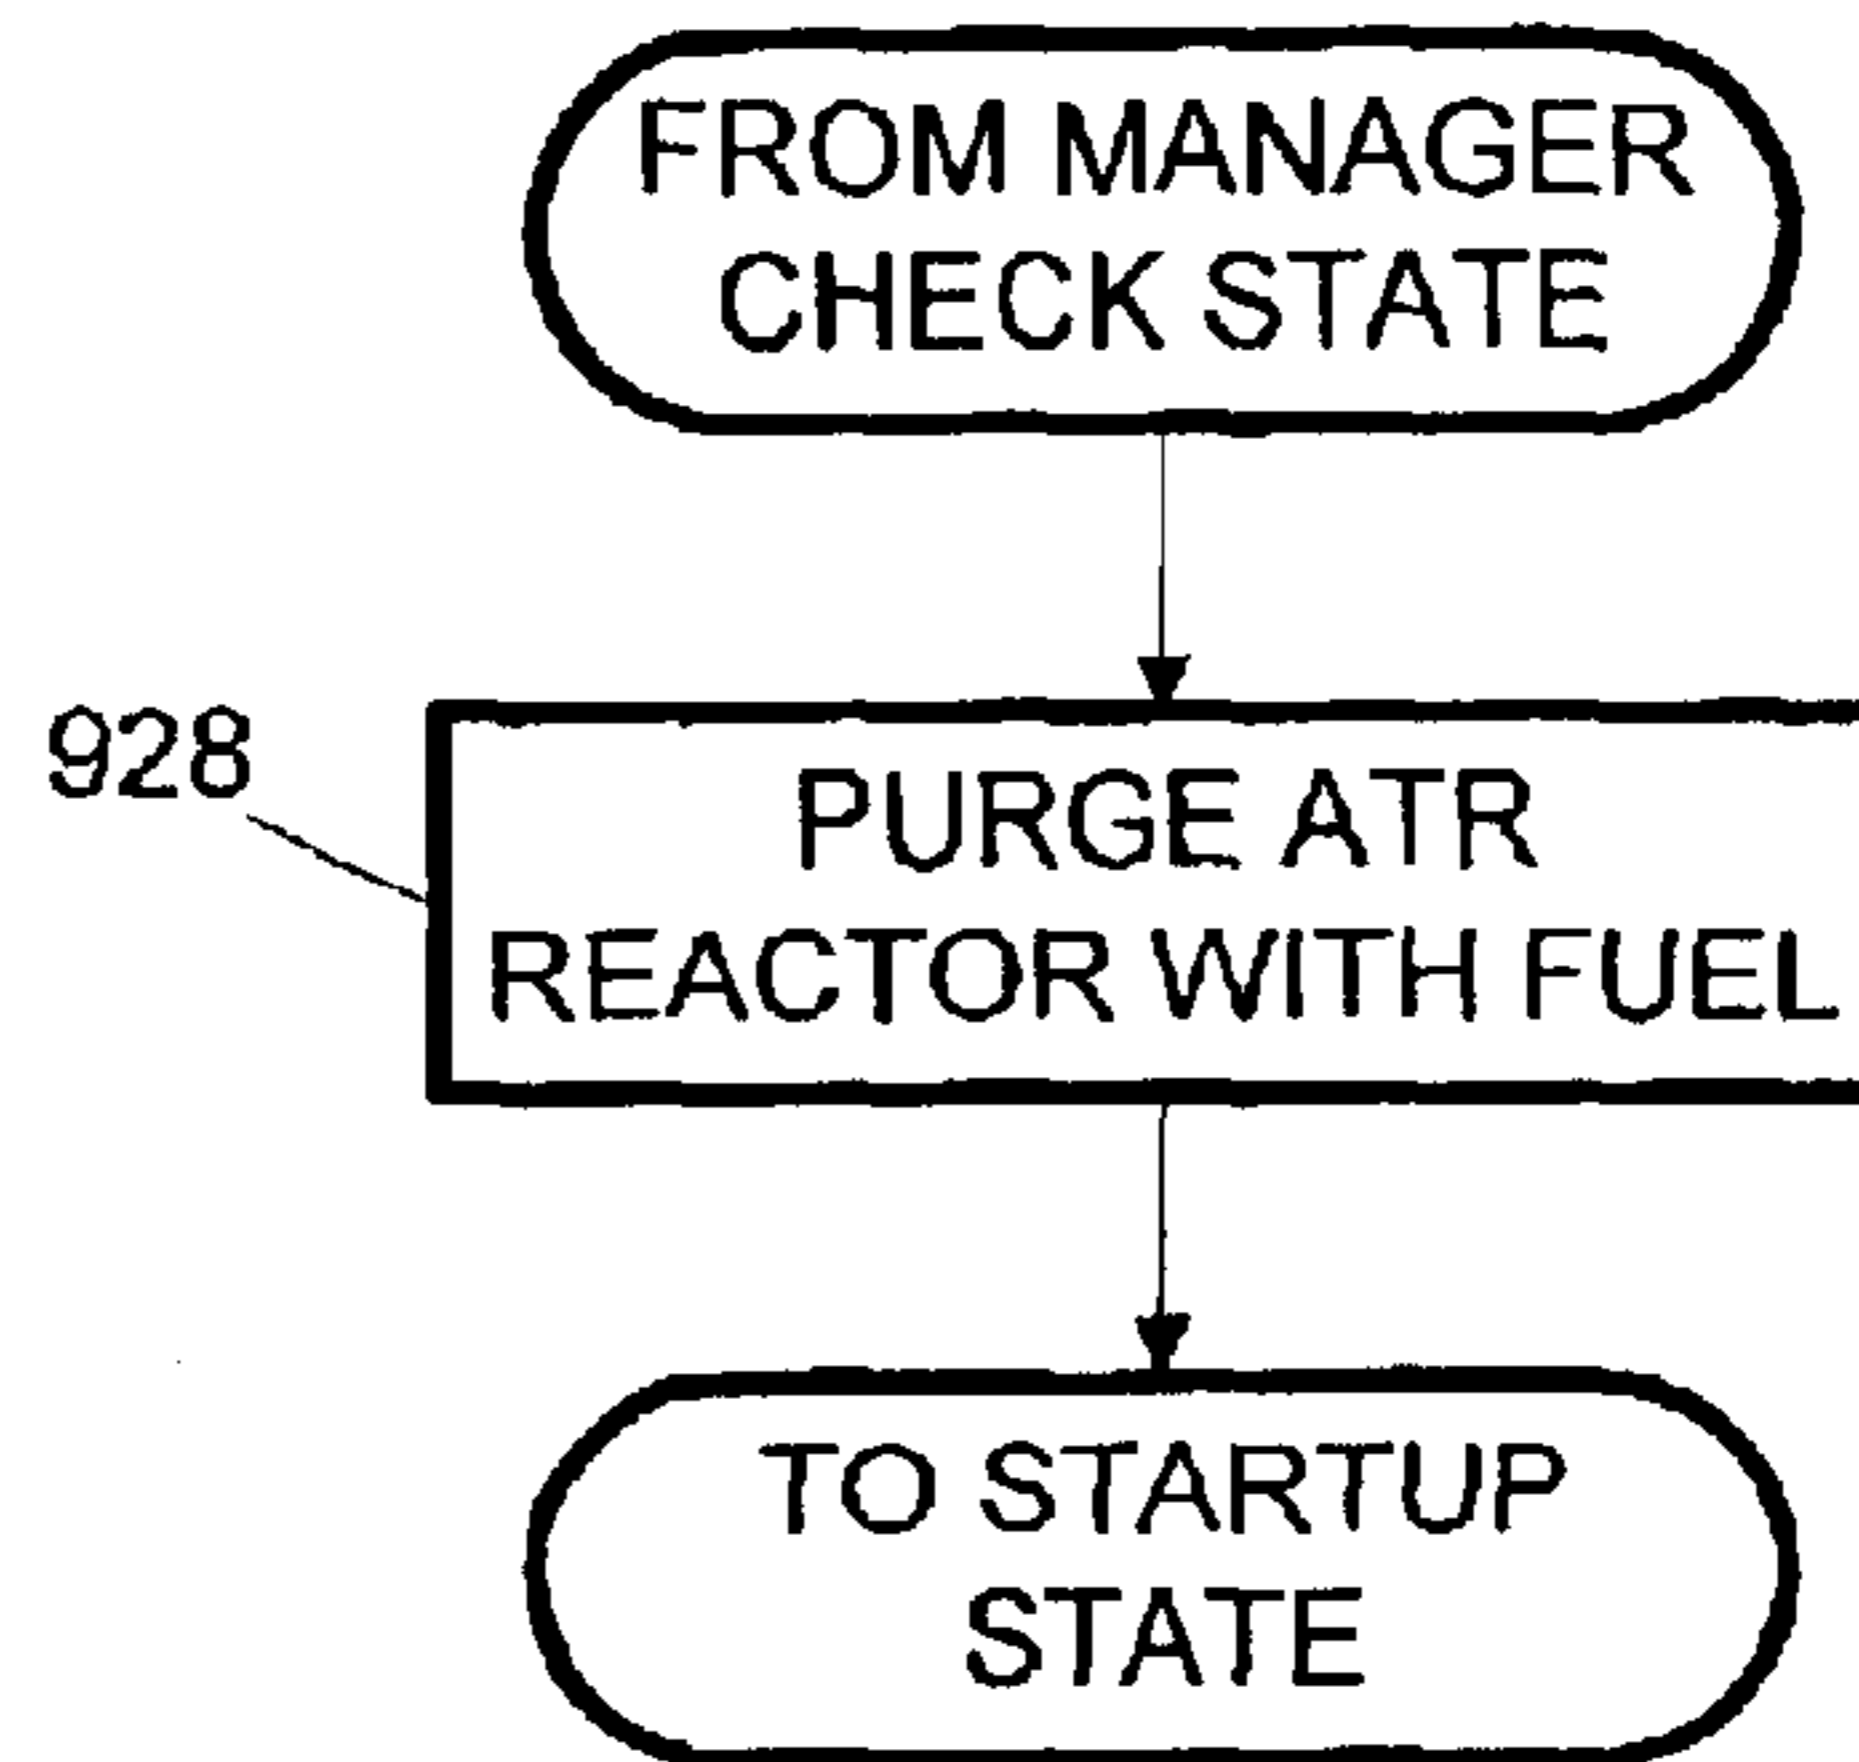 FROM MANAGER
CHECK STATE
928
PURGE ATR
REACTOR WITH FUEL
TO STARTUP
STATE